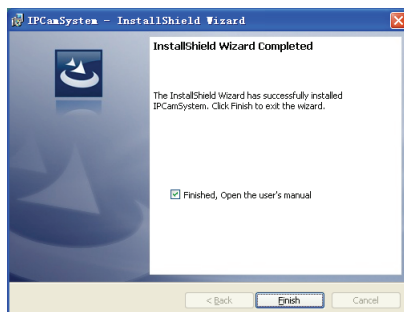 IPCamSystem - InstallShield Wizard
InstallShield Wizard Completed
The InstallShield Wizard has successfully installed
IPCamSystem. Click Finish to exit the wizard.
Finished, Open the user's manual
< Back
Finish
Cancel